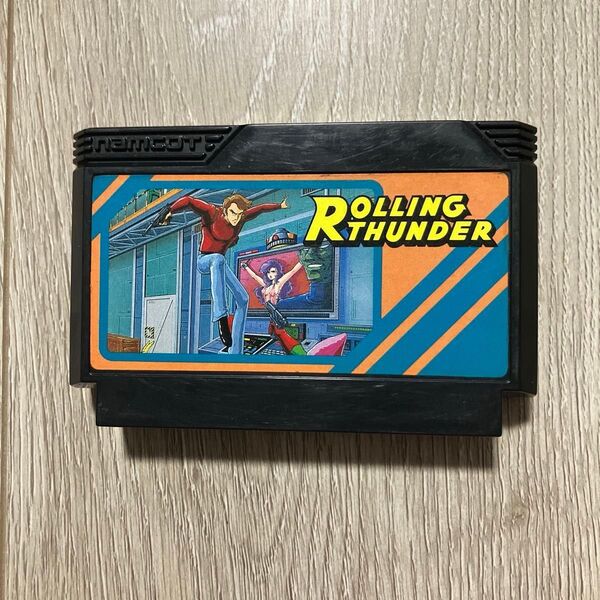 namcot
ROLLING
THUNDER